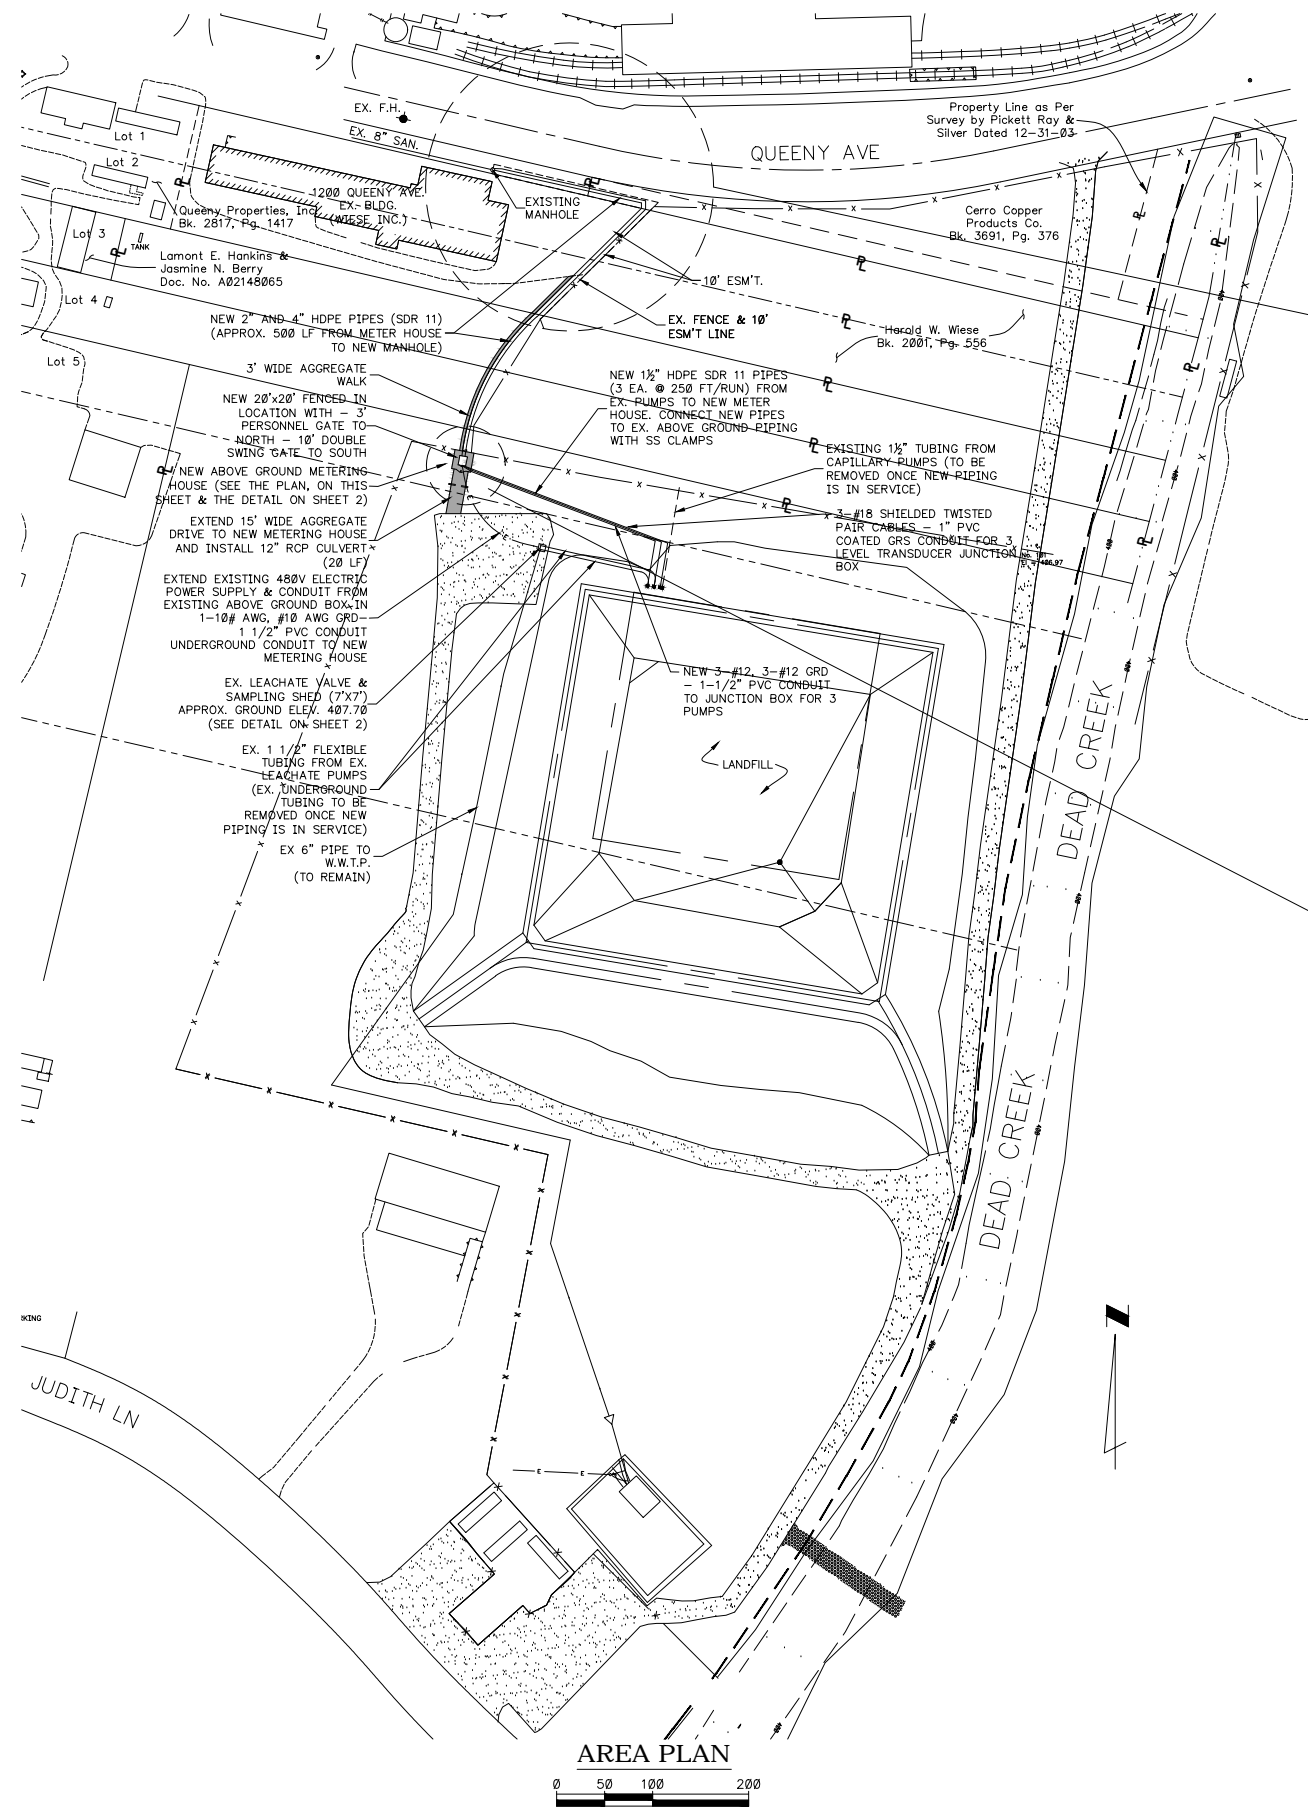 EX. F.H.
EX. 8" SAN.
Property Line as Per
Survey by Pickett Ray &
Silver Dated 12-31-03
QUEENY AVE
Lot 1
Lot 2
1200 QUEENY AVE.
EX. BLDG.
(WIESE INC.)
EXISTING
MANHOLE
Queeny Properties, Inc.
Bk. 2817, Pg. 1417
Cerro Copper
Products Co.
Bk. 3691, Pg. 376
Lot 3
TANK
Lamont E. Hankins &
Jasmine N. Berry
Doc. No. A02148065
Lot 4
10' ESM'T.
NEW 2" AND 4" HDPE PIPES (SDR 11)
(APPROX. 500 LF FROM METER HOUSE
TO NEW MANHOLE)
EX. FENCE & 10'
ESM'T LINE
Harold W. Wiese
Bk. 2001, Pg. 556
Lot 5
3' WIDE AGGREGATE
WALK
NEW 1½" HDPE SDR 11 PIPES
(3 EA. @ 250 FT/RUN) FROM
EX. PUMPS TO NEW METER
HOUSE. CONNECT NEW PIPES
TO EX. ABOVE GROUND PIPING
WITH SS CLAMPS
NEW 20'x20' FENCED IN
LOCATION WITH – 3'
PERSONNEL GATE TO
NORTH – 10' DOUBLE
SWING GATE TO SOUTH
EXISTING 1½" TUBING FROM
CAPILLARY PUMPS (TO BE
REMOVED ONCE NEW PIPING
IS IN SERVICE)
NEW ABOVE GROUND METERING
HOUSE (SEE THE PLAN, ON THIS
SHEET & THE DETAIL ON SHEET 2)
3-#18 SHIELDED TWISTED
PAIR CABLES – 1" PVC
COATED GRS CONDUIT FOR 3
LEVEL TRANSDUCER JUNCTION
BOX
EXTEND 15' WIDE AGGREGATE
DRIVE TO NEW METERING HOUSE
AND INSTALL 12" RCP CULVERT
(20 LF)
EXTEND EXISTING 480V ELECTRIC
POWER SUPPLY & CONDUIT FROM
EXISTING ABOVE GROUND BOX IN
1-10# AWG, #10 AWG GRD-
1 1/2" PVC CONDUIT
UNDERGROUND CONDUIT TO NEW
METERING HOUSE
NEW 3-#12, 3-#12 GRD
– 1-1/2" PVC CONDUIT
TO JUNCTION BOX FOR 3
PUMPS
EX. LEACHATE VALVE &
SAMPLING SHED (7'X7')
APPROX. GROUND ELEV. 407.70
(SEE DETAIL ON SHEET 2)
EX. 1 1/2" FLEXIBLE
TUBING FROM EX.
LEACHATE PUMPS
(EX. UNDERGROUND
TUBING TO BE
REMOVED ONCE NEW
PIPING IS IN SERVICE)
LANDFILL
EX 6" PIPE TO
W.W.T.P.
(TO REMAIN)
DEAD CREEK
DEAD CREEK
JUDITH LN
AREA PLAN
0 50 100 200